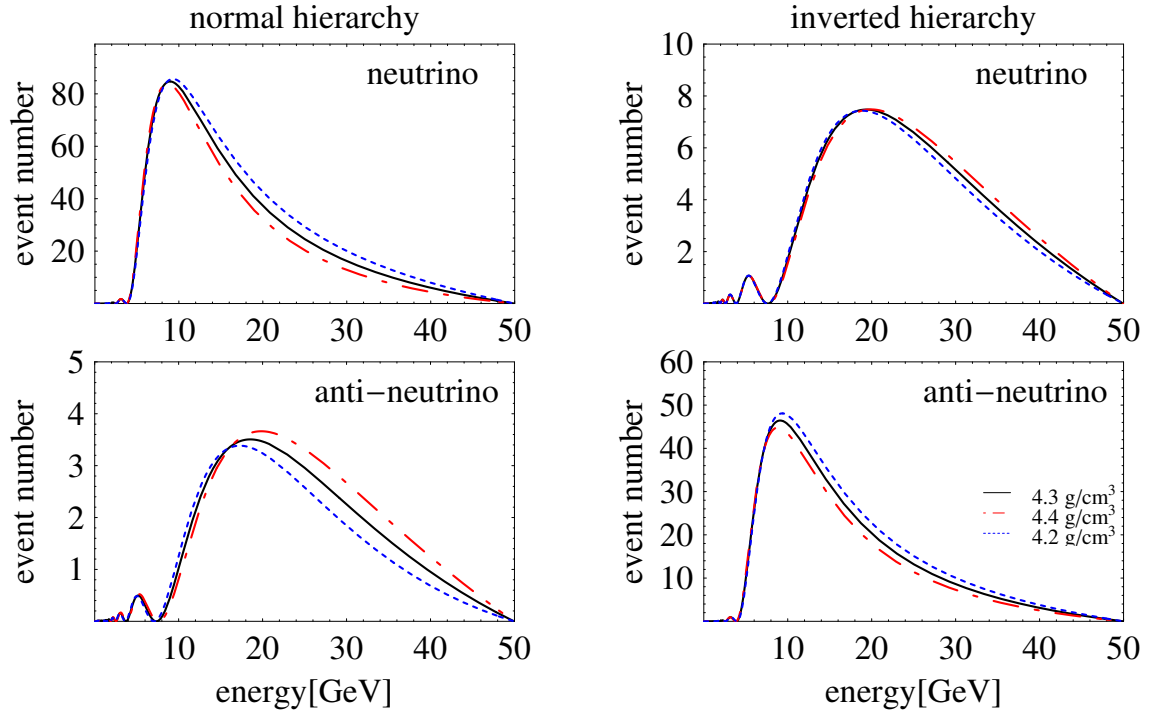 normal hierarchy
inverted hierarchy
neutrino
event number
20
40
60
80
10 20 30 40 50
neutrino
event number
2
4
6
8
10
10 20 30 40 50
anti-neutrino
event number
1
2
3
4
5
10 20 30 40 50
energy[GeV]
anti-neutrino
event number
10
20
30
40
50
60
4.3 g/cm³
4.4 g/cm³
4.2 g/cm³
10 20 30 40 50
energy[GeV]